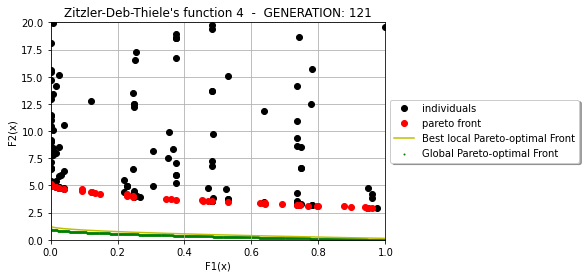 Zitzler-Deb-Thiele's function 4 - GENERATION: 121
20.0
17.5
15.0
12.5
10.0
7.5
5.0
2.5
0.0
F2(x)
0.0 0.2 0.4 0.6 0.8 1.0
F1(x)
individuals
pareto front
Best local Pareto-optimal Front
Global Pareto-optimal Front